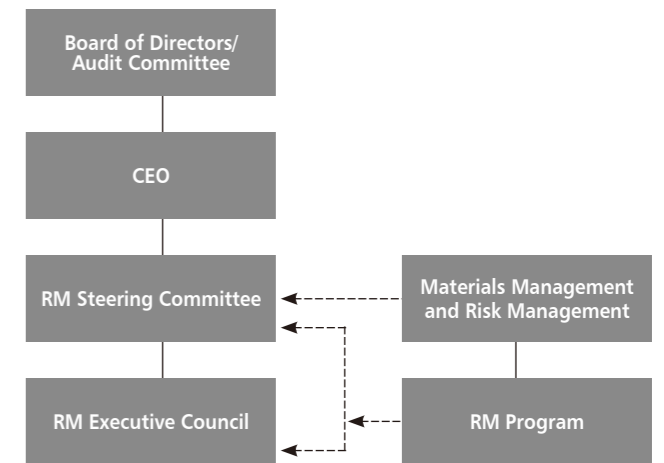 Board of Directors/
Audit Committee
CEO
RM Steering Committee
Materials Management
and Risk Management
RM Executive Council
RM Program